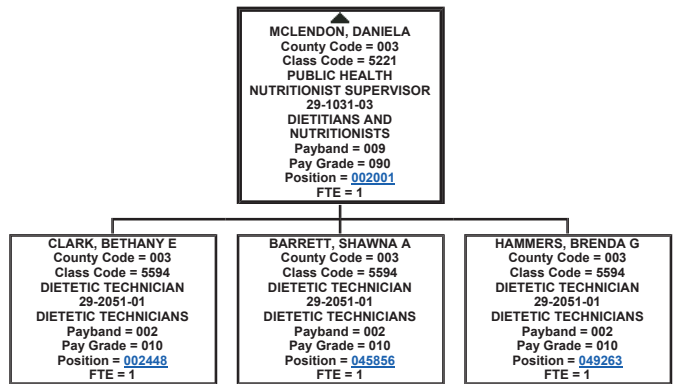 MCLENDON, DANIELA
County Code = 003
Class Code = 5221
PUBLIC HEALTH
NUTRITIONIST SUPERVISOR
29-1031-03
DIETITIANS AND
NUTRITIONISTS
Payband = 009
Pay Grade = 090
Position = 002001
FTE = 1
CLARK, BETHANY E
County Code = 003
Class Code = 5594
DIETETIC TECHNICIAN
29-2051-01
DIETETIC TECHNICIANS
Payband = 002
Pay Grade = 010
Position = 002448
FTE = 1
BARRETT, SHAWNA A
County Code = 003
Class Code = 5594
DIETETIC TECHNICIAN
29-2051-01
DIETETIC TECHNICIANS
Payband = 002
Pay Grade = 010
Position = 045856
FTE = 1
HAMMERS, BRENDA G
County Code = 003
Class Code = 5594
DIETETIC TECHNICIAN
29-2051-01
DIETETIC TECHNICIANS
Payband = 002
Pay Grade = 010
Position = 049263
FTE = 1